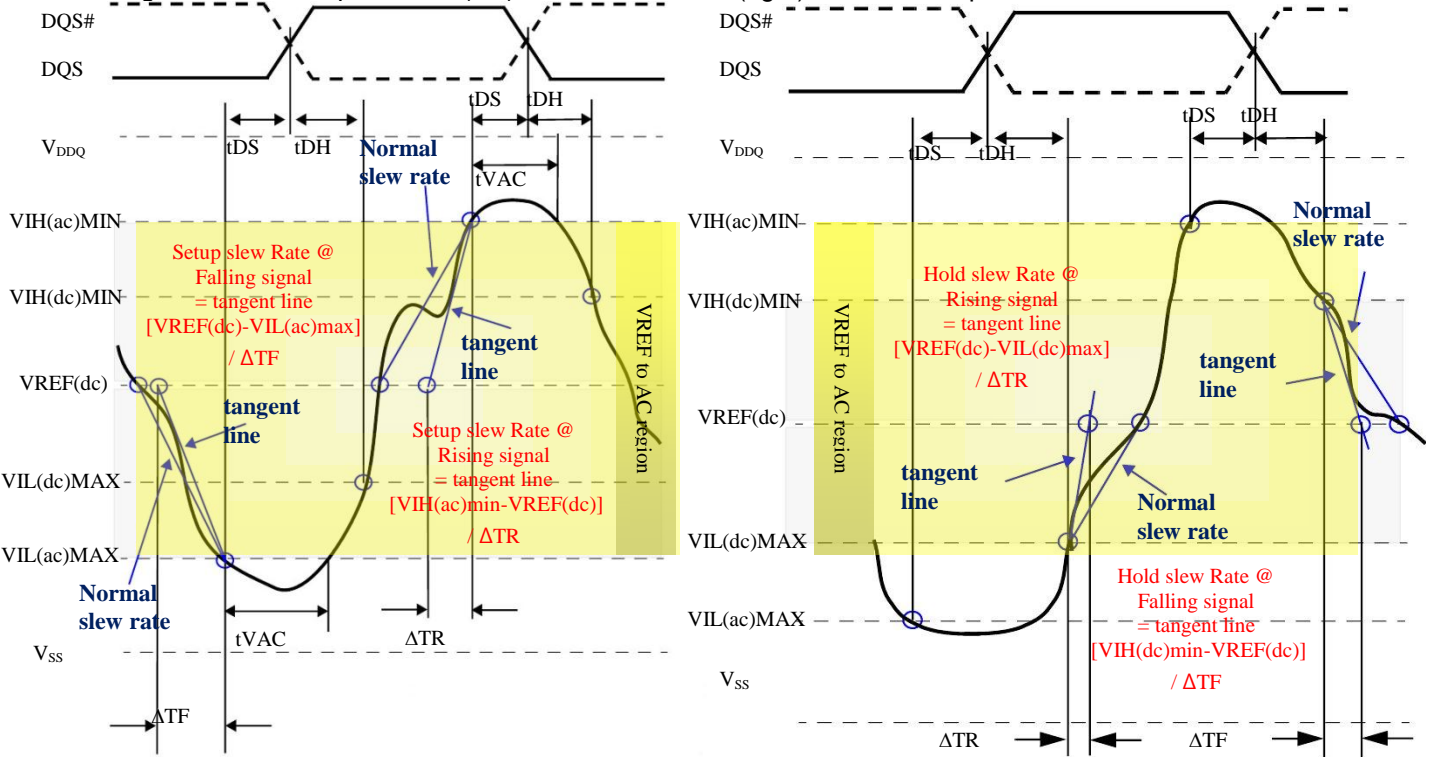 DQS#
DQS
tDS
tDH
tDS
tDH
VDDQ
Normal
slew rate
tVAC
VIH(ac)MIN
Setup slew Rate @
Falling signal
= tangent line
[VREF(dc)-VIL(ac)max]
/ ΔTF
VIH(dc)MIN
VREF to AC region
tangent
line
VREF(dc)
tangent
line
Setup slew Rate @
Rising signal
= tangent line
[VIH(ac)min-VREF(dc)]
/ ΔTR
VIL(dc)MAX
VIL(ac)MAX
Normal
slew rate
tVAC
ΔTR
VSS
ΔTF
DQS#
DQS
tDS
tDH
tDS
tDH
VDDQ
VIH(ac)MIN
Normal
slew rate
Hold slew Rate @
Rising signal
= tangent line
[VREF(dc)-VIL(dc)max]
/ ΔTR
VIH(dc)MIN
VREF to AC region
tangent
line
VREF(dc)
tangent
line
Normal
slew rate
VIL(dc)MAX
Hold slew Rate @
Falling signal
= tangent line
[VIH(dc)min-VREF(dc)]
/ ΔTF
VIL(ac)MAX
VSS
ΔTR
ΔTF